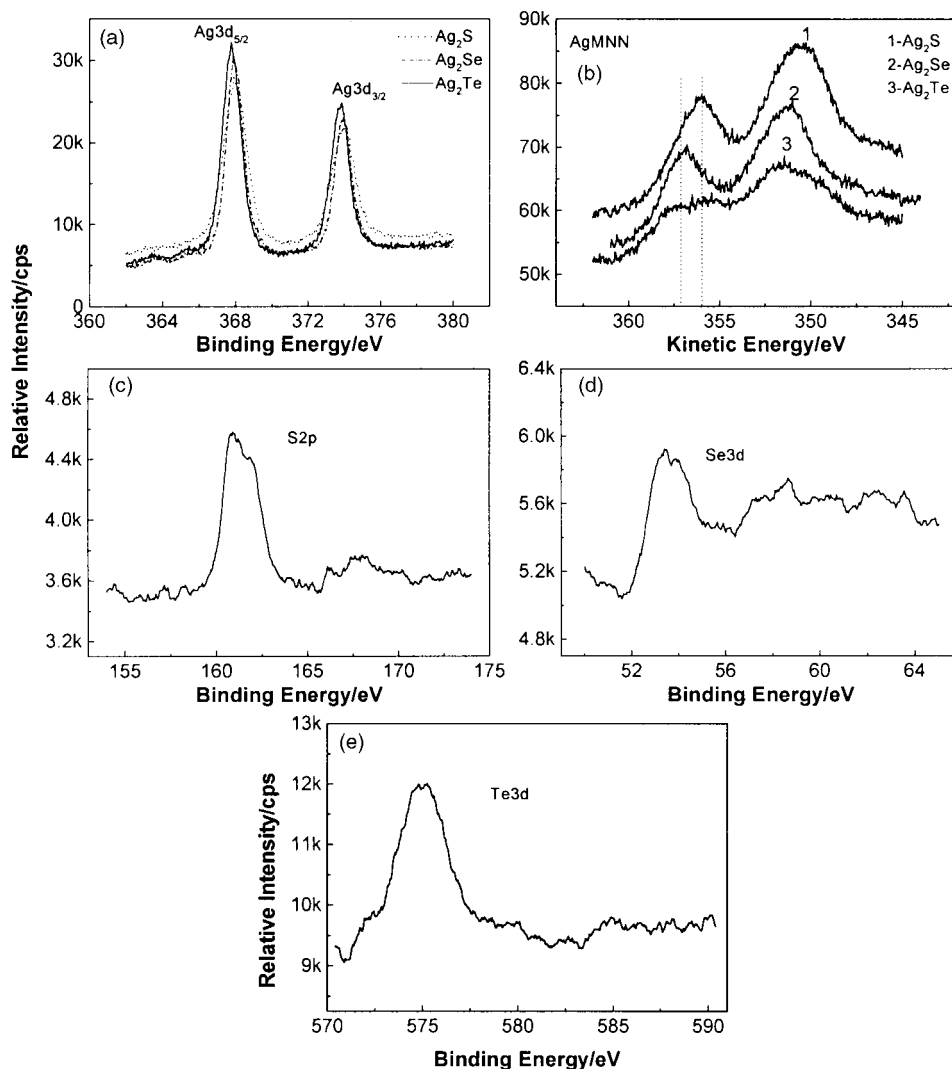 (a)
Ag3d5/2
Ag3d3/2
Ag2S
Ag2Se
Ag2Te
30k
20k
10k
0
360 364 368 372 376 380
Binding Energy/eV
(b)
AgMNN
1
2
3
1-Ag2S
2-Ag2Se
3-Ag2Te
90k
80k
70k
60k
50k
360 355 350 345
Kinetic Energy/eV
Relative Intensity/cps
(c)
S2p
4.8k
4.4k
4.0k
3.6k
3.2k
155 160 165 170 175
Binding Energy/eV
(d)
Se3d
6.4k
6.0k
5.6k
5.2k
4.8k
52 56 60 64
Binding Energy/eV
(e)
Te3d
13k
12k
11k
10k
9k
570 575 580 585 590
Relative Intensity/cps
Binding Energy/eV